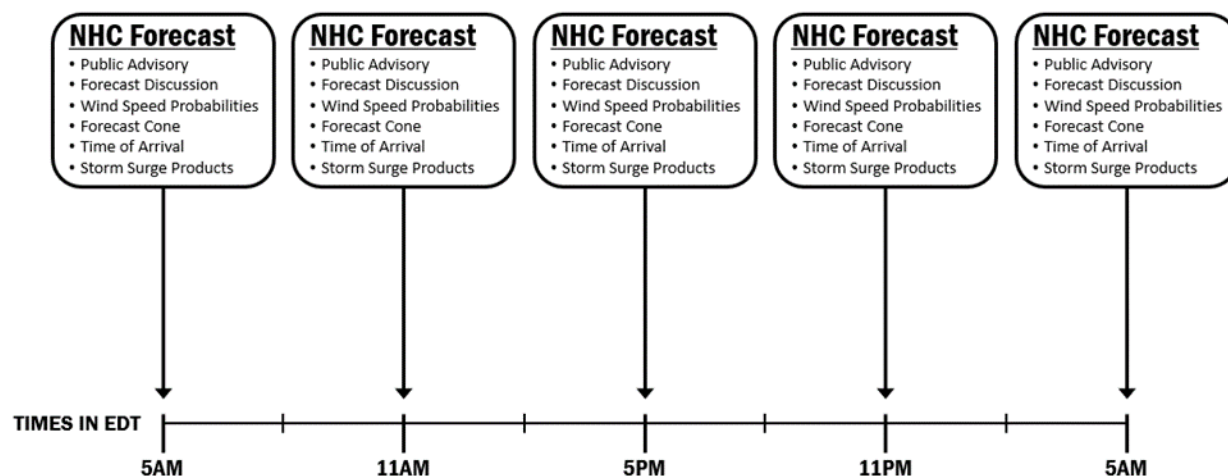 NHC Forecast
• Public Advisory
• Forecast Discussion
• Wind Speed Probabilities
• Forecast Cone
• Time of Arrival
• Storm Surge Products
NHC Forecast
• Public Advisory
• Forecast Discussion
• Wind Speed Probabilities
• Forecast Cone
• Time of Arrival
• Storm Surge Products
NHC Forecast
• Public Advisory
• Forecast Discussion
• Wind Speed Probabilities
• Forecast Cone
• Time of Arrival
• Storm Surge Products
NHC Forecast
• Public Advisory
• Forecast Discussion
• Wind Speed Probabilities
• Forecast Cone
• Time of Arrival
• Storm Surge Products
NHC Forecast
• Public Advisory
• Forecast Discussion
• Wind Speed Probabilities
• Forecast Cone
• Time of Arrival
• Storm Surge Products
TIMES IN EDT
5AM
11AM
5PM
11PM
5AM